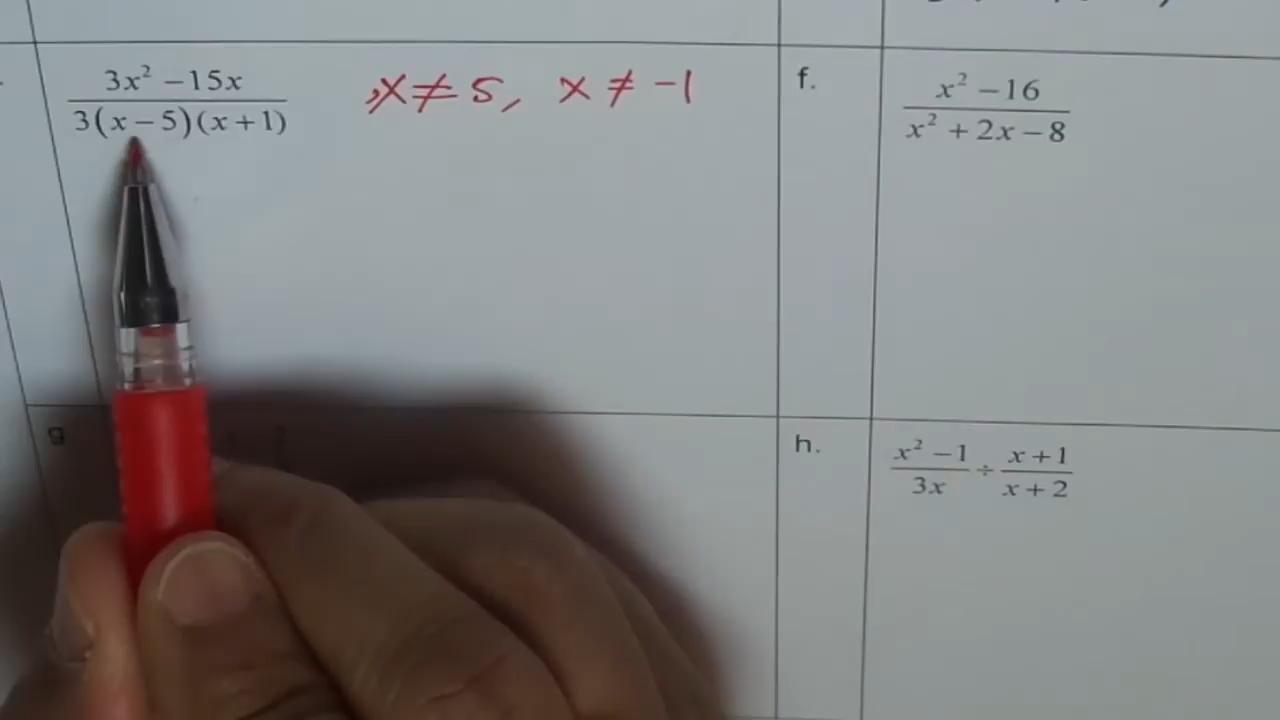 3x² − 15x / 3(x − 5)(x + 1) ,x ≠ 5, x ≠ −1
f. x² − 16 / x² + 2x − 8
g
h. x² − 1 / 3x ÷ x + 1 / x + 2